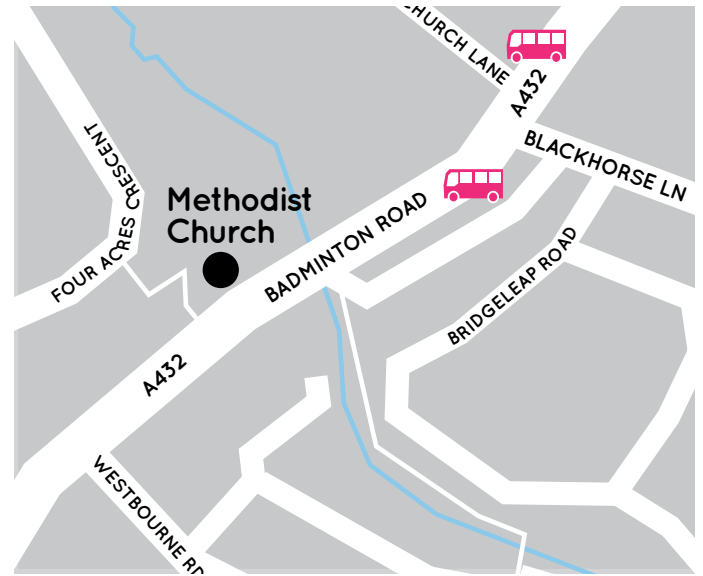 CHURCH LANE
A432
BLACKHORSE LN
FOUR ACRES CRESCENT
Methodist
Church
BADMINTON ROAD
BRIDGELEAP ROAD
A432
WESTBOURNE RD